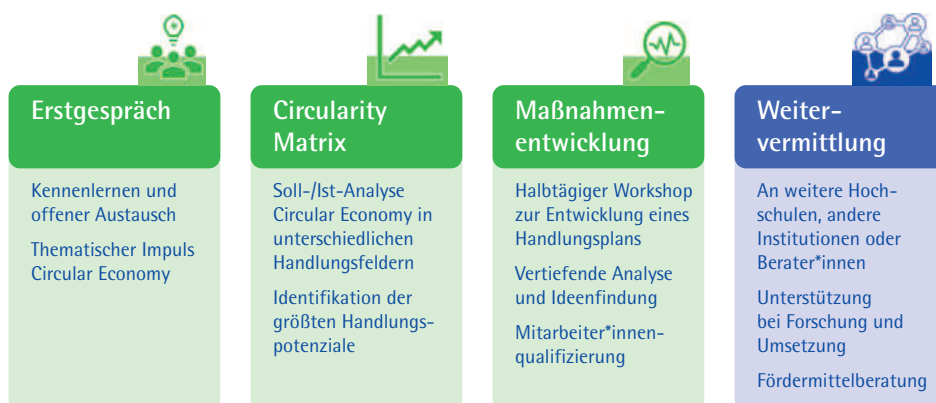 Erstgespräch
Kennenlernen und
offener Austausch
Thematischer Impuls
Circular Economy
Circularity
Matrix
Soll-/Ist-Analyse
Circular Economy in
unterschiedlichen
Handlungsfeldern
Identifikation der
größten Handlungs-
potenziale
Maßnahmen-
entwicklung
Halbtägiger Workshop
zur Entwicklung eines
Handlungsplans
Vertiefende Analyse
und Ideenfindung
Mitarbeiter*innen-
qualifizierung
Weiter-
vermittlung
An weitere Hoch-
schulen, andere
Institutionen oder
Berater*innen
Unterstützung
bei Forschung und
Umsetzung
Fördermittelberatung